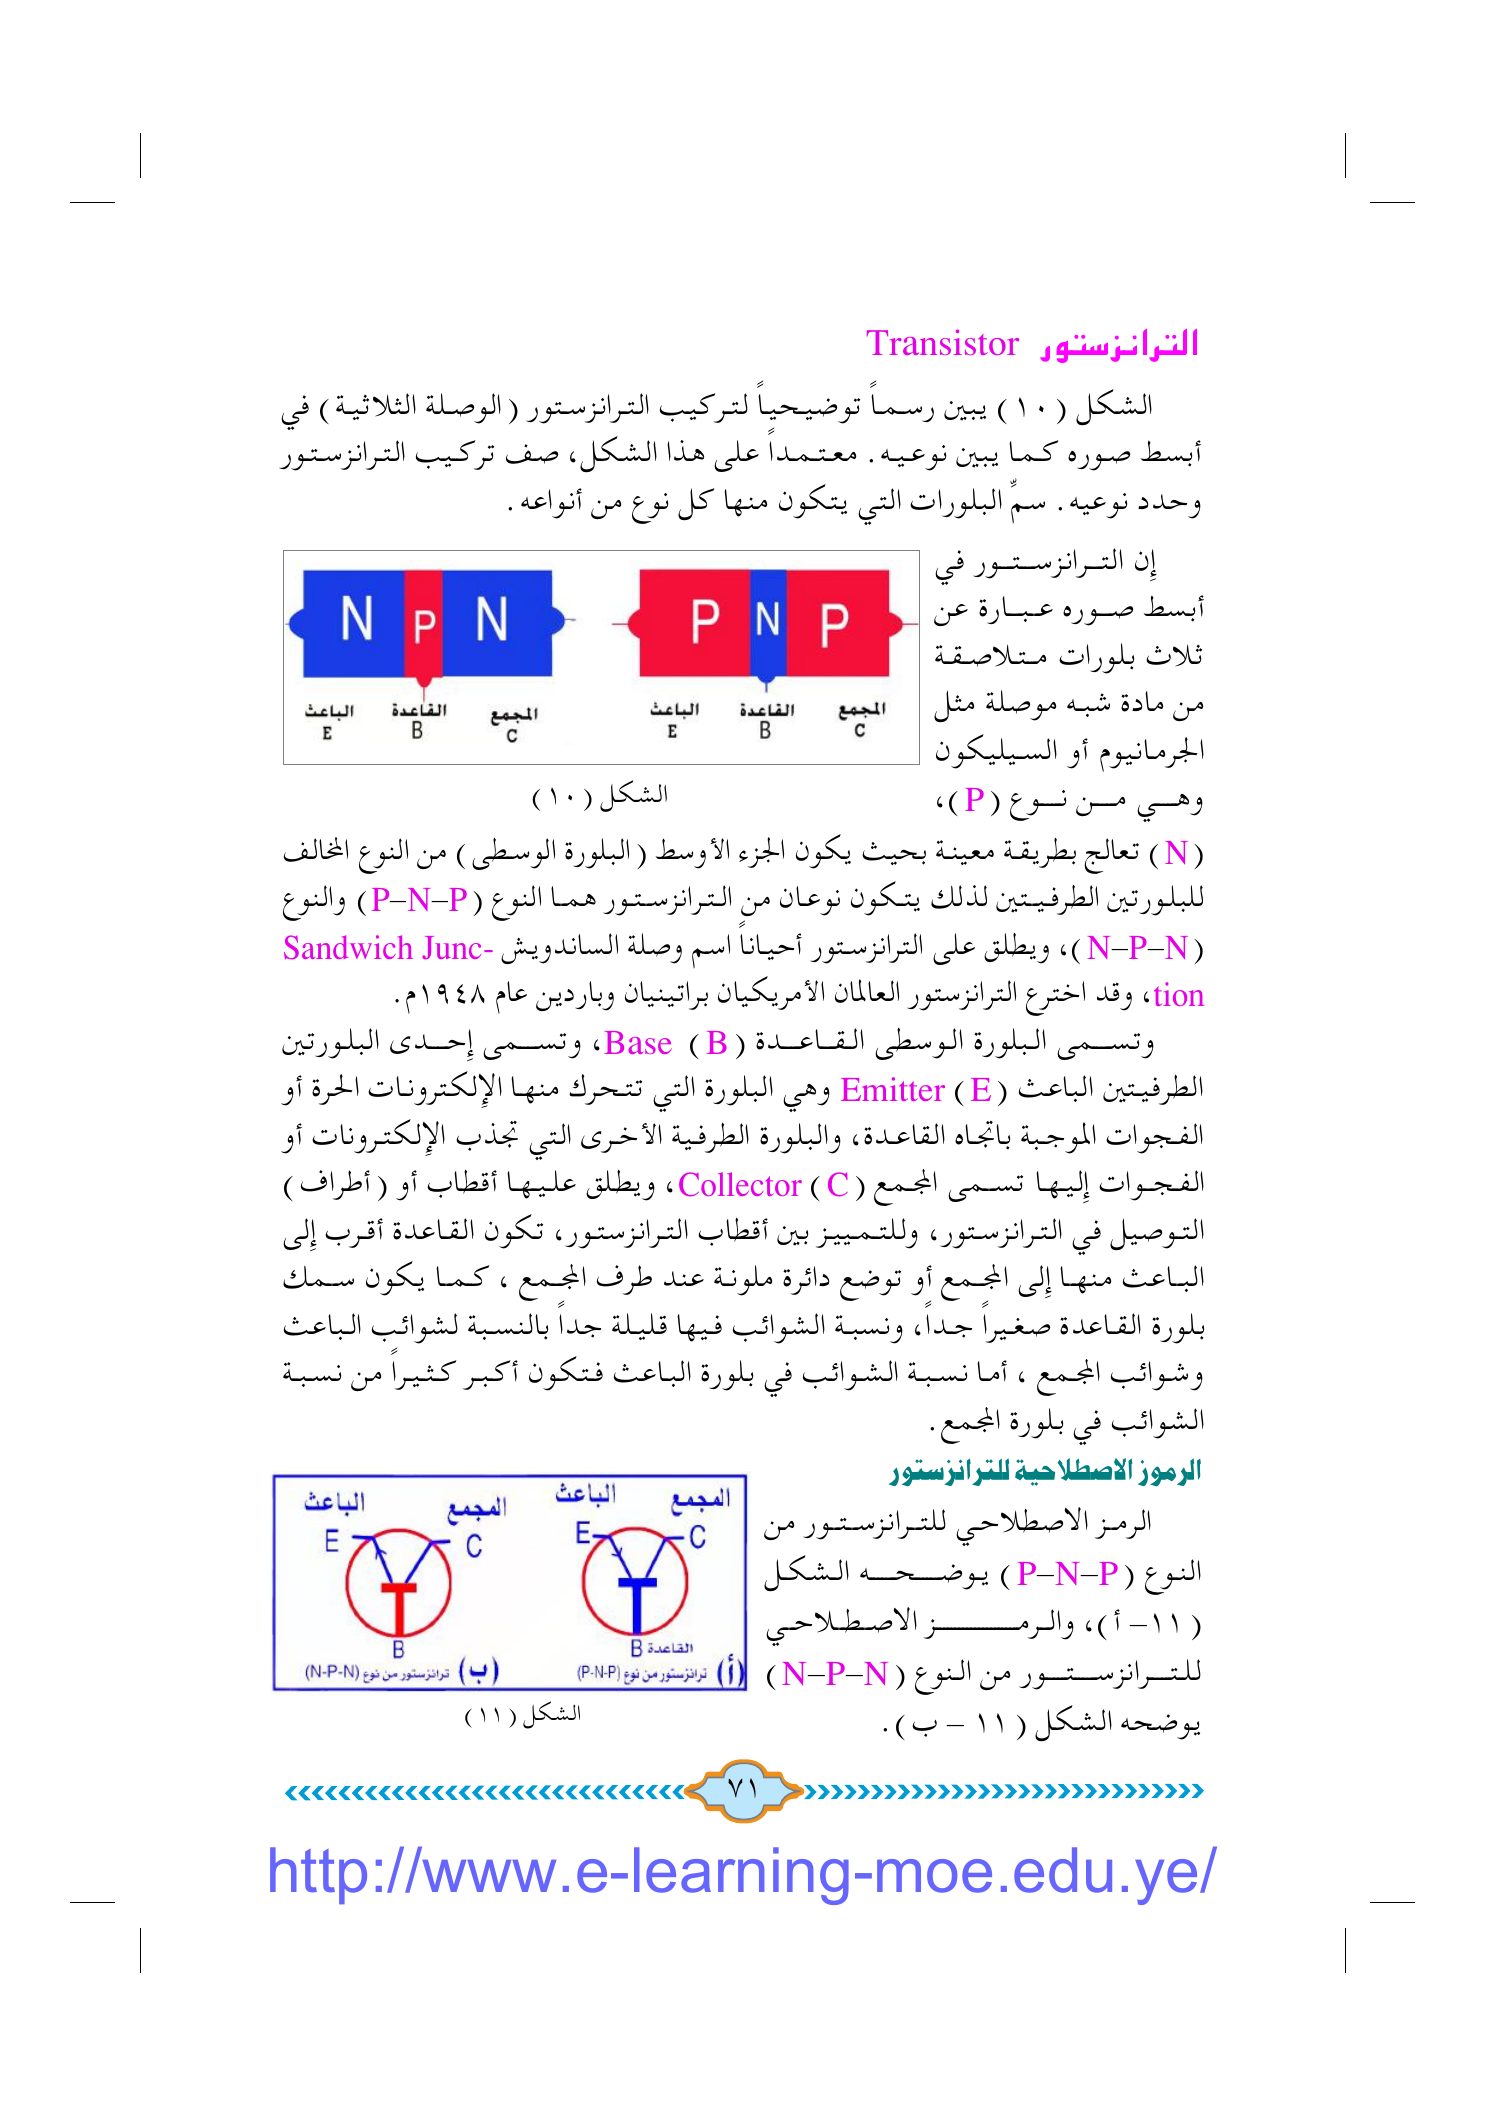 الترانزستور Transistor
الشكل (١٠) يبين رسماً توضيحياً لتركيب الترانزستور (الوصلة الثلاثية) في
أبسط صوره كما يبين نوعيه. معتمداً على هذا الشكل، صف تركيب الترانزستور
وحدد نوعيه. سمِّ البلورات التي يتكون منها كل نوع من أنواعه.
إن الترانزستور في
أبسط صوره عبارة عن
ثلاث بلورات متلاصقة
من مادة شبه موصلة مثل
الجرمانيوم أو السيليكون
وهي من نوع (P)،
N P N
P N P
الباعث القاعدة المجمع
E B C
الباعث القاعدة المجمع
E B C
الشكل (١٠)
(N) تعالج بطريقة معينة بحيث يكون الجزء الأوسط (البلورة الوسطى) من النوع المخالف
للبلورتين الطرفيتين لذلك يتكون نوعان من الترانزستور هما النوع (P–N–P) والنوع
(N–P–N)، ويطلق على الترانزستور أحياناً اسم وصلة الساندويش Sandwich Junc-
tion، وقد اخترع الترانزستور العالمان الأمريكيان براتينيان وباردين عام ١٩٤٨م.
وتسمى البلورة الوسطى القاعدة (B) Base، وتسمى إحدى البلورتين
الطرفيتين الباعث (E) Emitter وهي البلورة التي تتحرك منها الإلكترونات الحرة أو
الفجوات الموجبة باتجاه القاعدة، والبلورة الطرفية الأخرى التي تجذب الإلكترونات أو
الفجوات إليها تسمى المجمع (C) Collector، ويطلق عليها أقطاب أو (أطراف)
التوصيل في الترانزستور، وللتمييز بين أقطاب الترانزستور، تكون القاعدة أقرب إلى
الباعث منها إلى المجمع أو توضع دائرة ملونة عند طرف المجمع ، كما يكون سمك
بلورة القاعدة صغيراً جداً، ونسبة الشوائب فيها قليلة جداً بالنسبة لشوائب الباعث
وشوائب المجمع ، أما نسبة الشوائب في بلورة الباعث فتكون أكبر كثيراً من نسبة
الشوائب في بلورة المجمع.
الرموز الاصطلاحية للترانزستور
الرمز الاصطلاحي للترانزستور من
النوع (P–N–P) يوضحه الشكل
(١١– أ)، والرمز الاصطلاحي
للترانزستور من النوع (N–P–N)
يوضحه الشكل (١١ – ب).
المجمع الباعث
E C
القاعدة B
(أ) ترانزستور من نوع (P-N-P)
المجمع الباعث
E C
B
(ب) ترانزستور من نوع (N-P-N)
الشكل (١١)
٧١
http://www.e-learning-moe.edu.ye/